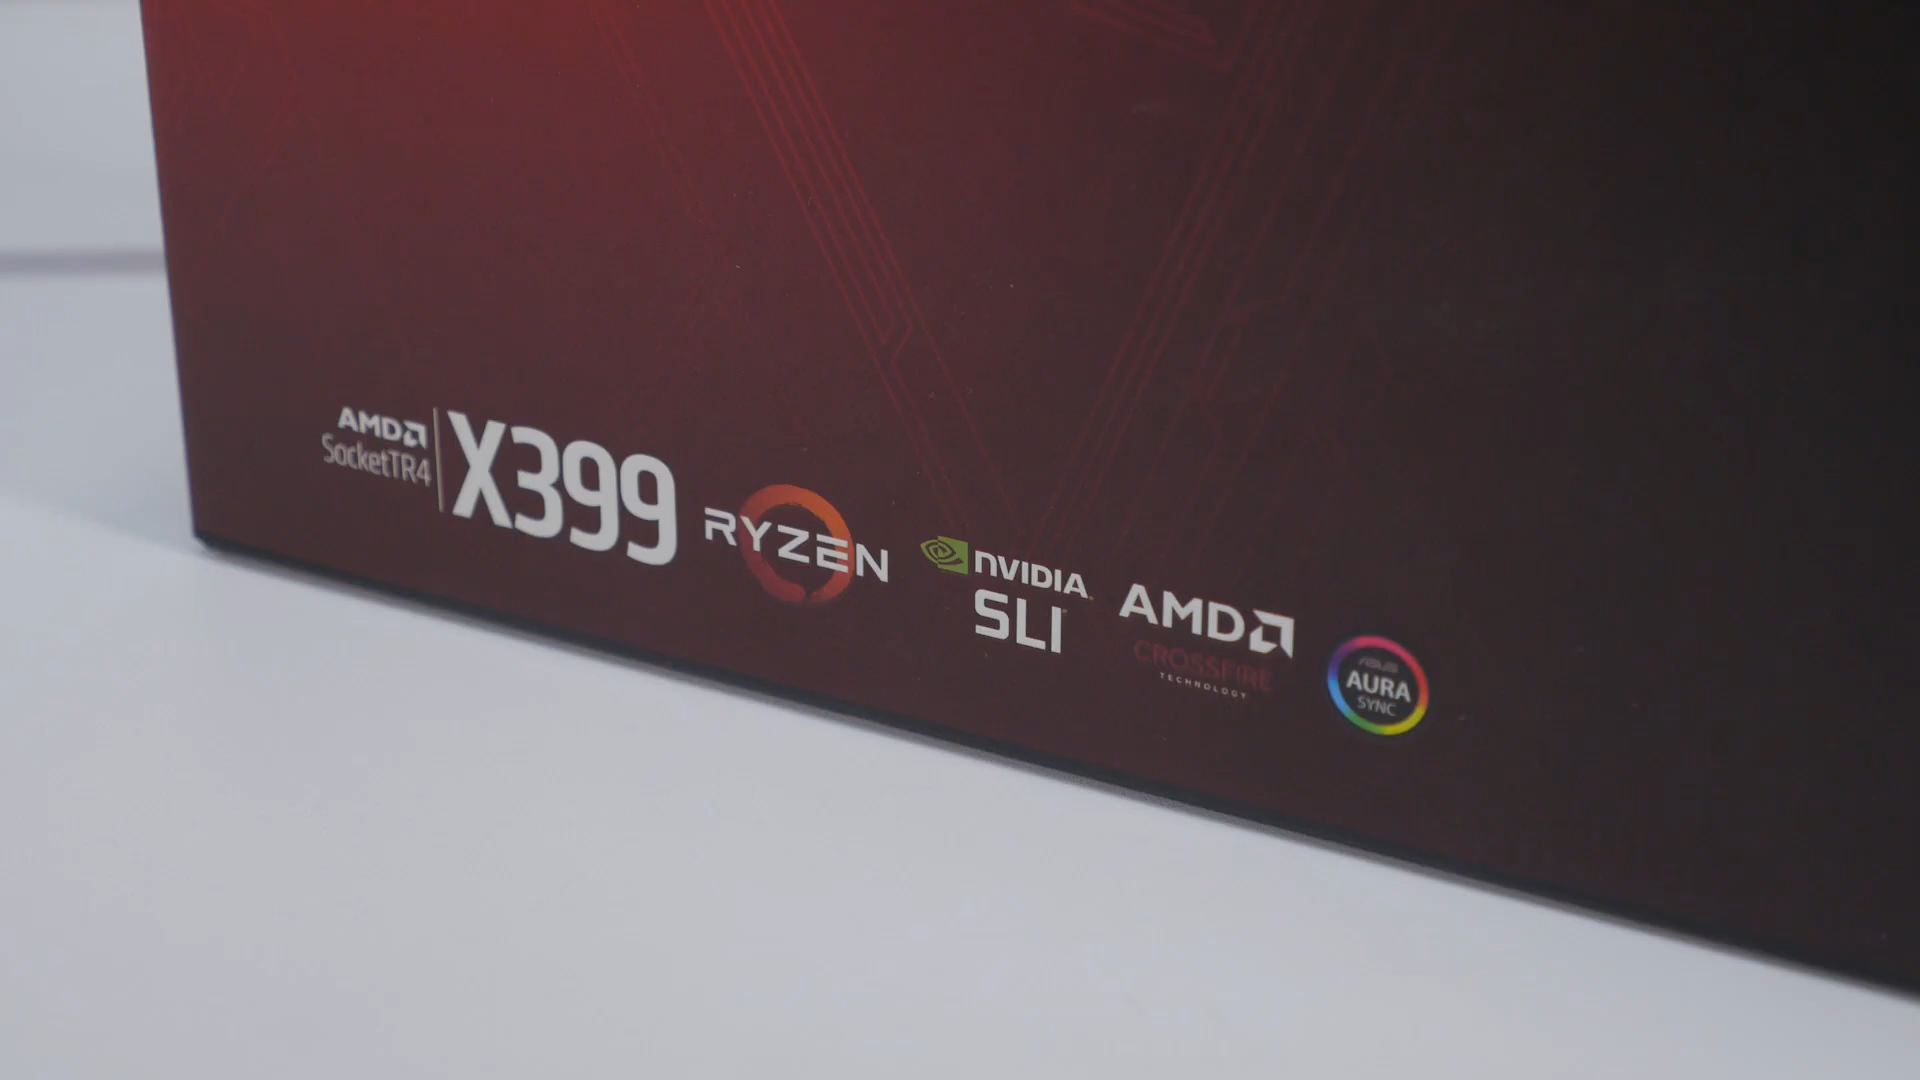 AMD
SocketTR4
X399
RYZEN
NVIDIA.
SLI
AMD
CROSSFIRE
TECHNOLOGY
ASUS
AURA
SYNC